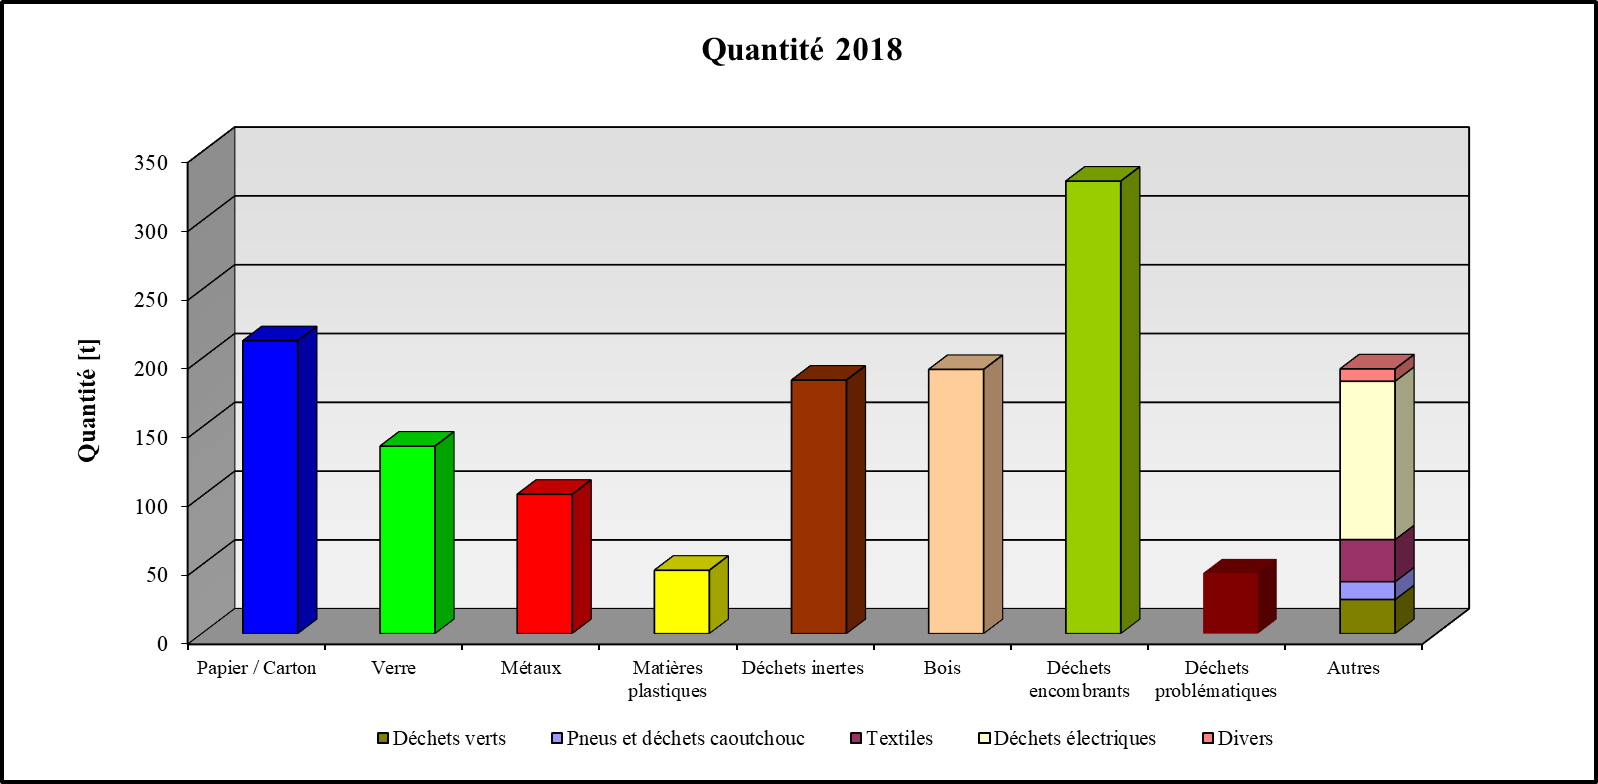 Quantité 2018
Quantité [t]
350
300
250
200
150
100
50
0
Papier / Carton
Verre
Métaux
Matières
plastiques
Déchets inertes
Bois
Déchets
encombrants
Déchets
problématiques
Autres
Déchets verts
Pneus et déchets caoutchouc
Textiles
Déchets électriques
Divers